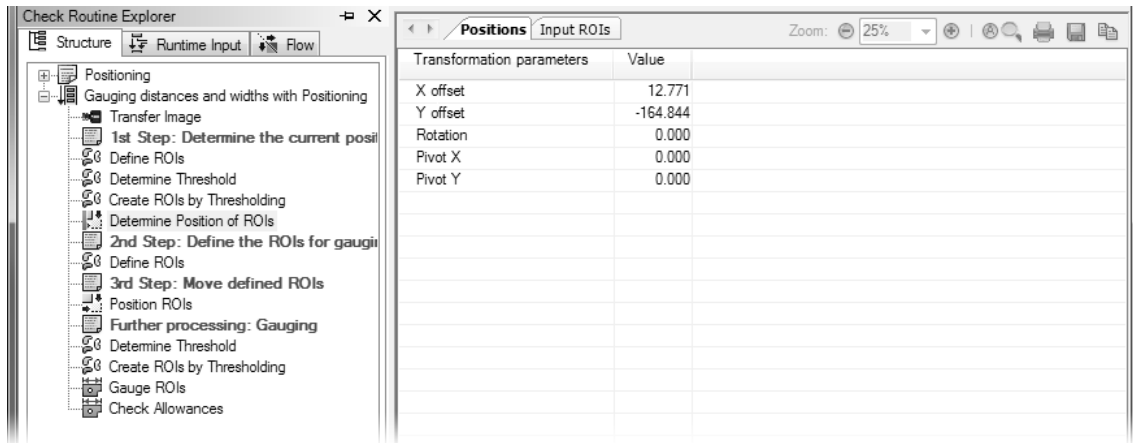 Check Routine Explorer
Structure Runtime Input Flow
Positioning
Gauging distances and widths with Positioning
Transfer Image
1st Step: Determine the current posit
Define ROIs
Determine Threshold
Create ROIs by Thresholding
Determine Position of ROIs
2nd Step: Define the ROIs for gaugi
Define ROIs
3rd Step: Move defined ROIs
Position ROIs
Further processing: Gauging
Determine Threshold
Create ROIs by Thresholding
Gauge ROIs
Check Allowances
Positions Input ROIs Zoom: 25%
Transformation parameters Value
X offset 12.771
Y offset -164.844
Rotation 0.000
Pivot X 0.000
Pivot Y 0.000